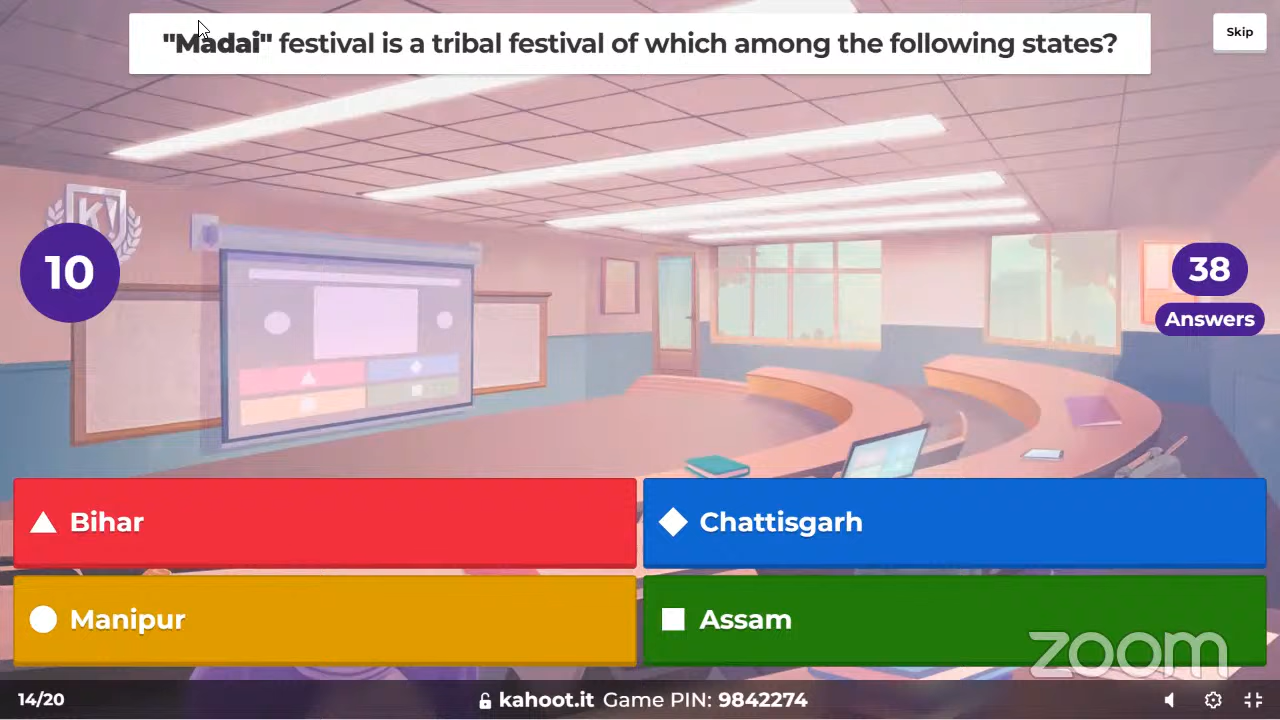 "Madai" festival is a tribal festival of which among the following states?
Skip
K!
10
38
Answers
Bihar
Chattisgarh
Manipur
Assam
zoom
14/20
kahoot.it Game PIN: 9842274